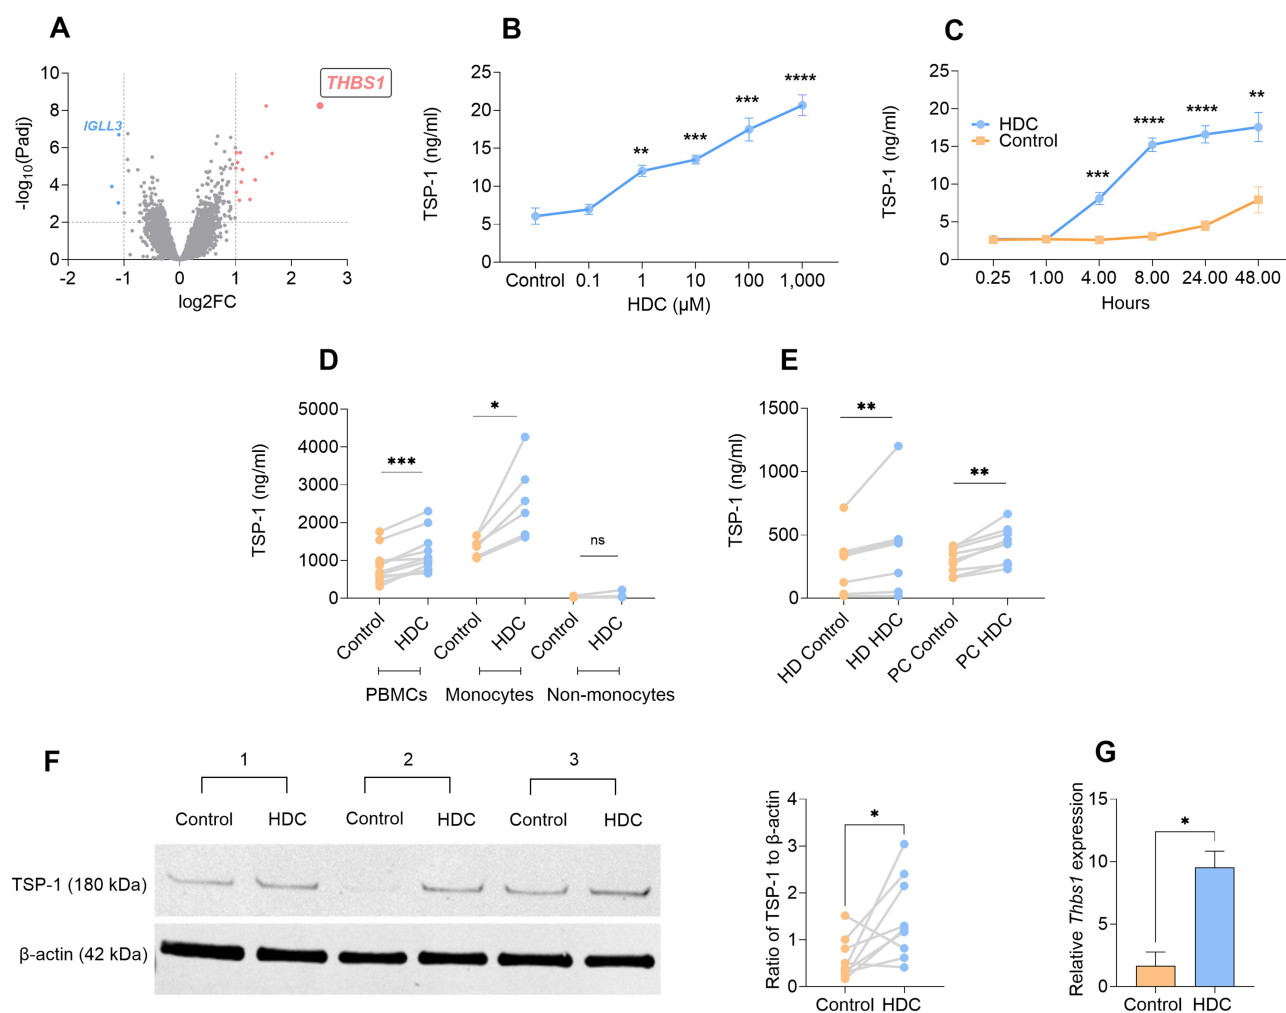 A
THBS1
IGLL3
-log10(Padj)
10
8
6
4
2
0
-2
-1
0
1
2
3
log2FC
B
TSP-1 (ng/ml)
25
20
15
10
5
0
**
***
***
****
Control
0.1
1
10
100
1,000
HDC (µM)
C
TSP-1 (ng/ml)
25
20
15
10
5
0
HDC
Control
***
****
****
**
0.25
1.00
4.00
8.00
24.00
48.00
Hours
D
TSP-1 (ng/ml)
5000
4000
3000
2000
1000
0
***
*
ns
Control
HDC
Control
HDC
Control
HDC
PBMCs
Monocytes
Non-monocytes
E
TSP-1 (ng/ml)
1500
1000
500
0
**
**
HD Control
HD HDC
PC Control
PC HDC
F
1
2
3
Control
HDC
Control
HDC
Control
HDC
TSP-1 (180 kDa)
β-actin (42 kDa)
Ratio of TSP-1 to β-actin
4
3
2
1
0
*
Control
HDC
G
Relative Thbs1 expression
15
10
5
0
*
Control
HDC